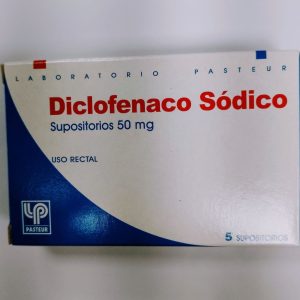 LABORATORIO PASTEUR
Diclofenaco Sódico
Supositorios 50 mg
USO RECTAL
LP
PASTEUR
5 SUPOSITORIOS